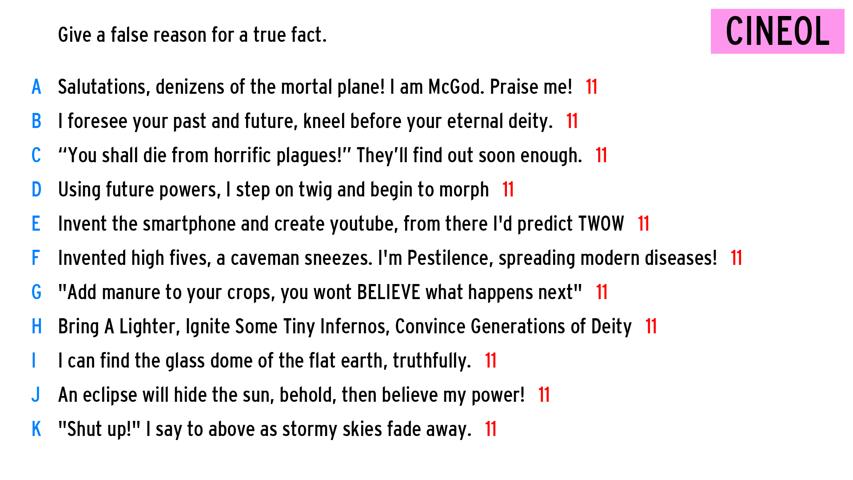 Give a false reason for a true fact.
CINEOL
A Salutations, denizens of the mortal plane! I am McGod. Praise me! 11
B I foresee your past and future, kneel before your eternal deity. 11
C “You shall die from horrific plagues!” They’ll find out soon enough. 11
D Using future powers, I step on twig and begin to morph 11
E Invent the smartphone and create youtube, from there I'd predict TWOW 11
F Invented high fives, a caveman sneezes. I'm Pestilence, spreading modern diseases! 11
G "Add manure to your crops, you wont BELIEVE what happens next" 11
H Bring A Lighter, Ignite Some Tiny Infernos, Convince Generations of Deity 11
I I can find the glass dome of the flat earth, truthfully. 11
J An eclipse will hide the sun, behold, then believe my power! 11
K "Shut up!" I say to above as stormy skies fade away. 11